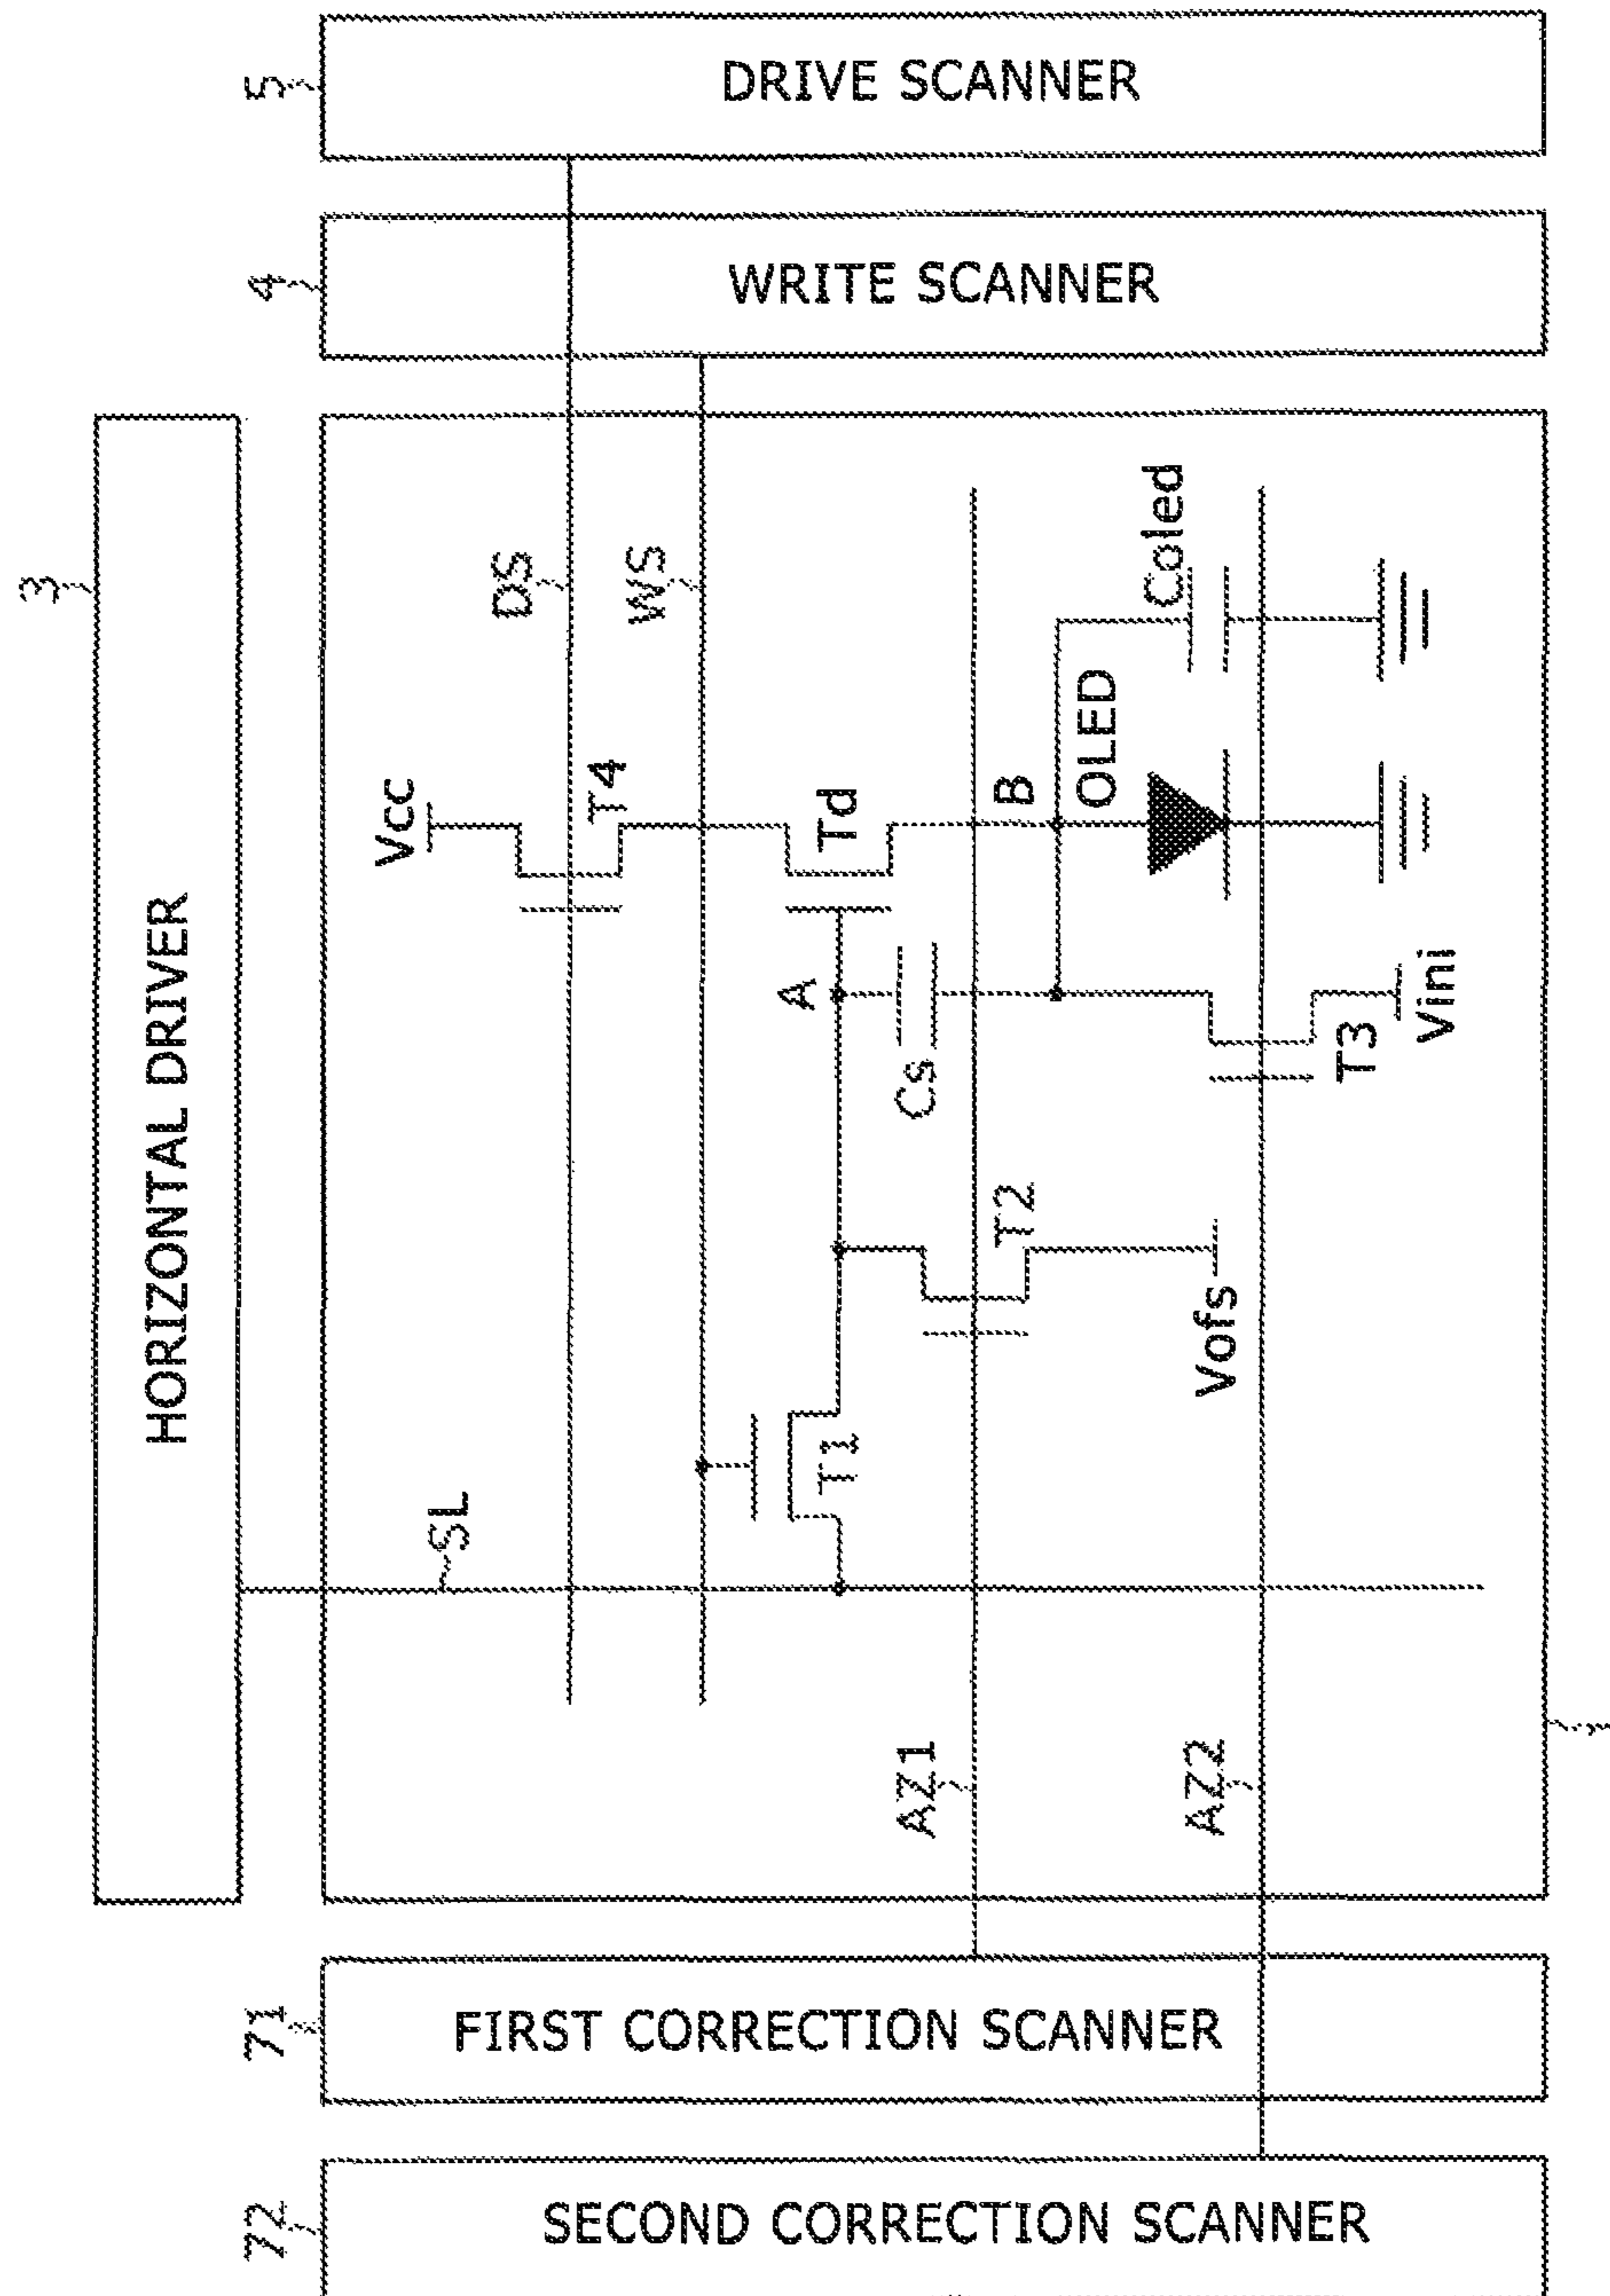 5
DRIVE SCANNER
4
WRITE SCANNER
3
HORIZONTAL DRIVER
DS
WS
Vcc
T4
Td
B
OLED
Coled
A
Cs
T3
Vini
T2
Vofs
T1
SL
AZ1
AZ2
71
FIRST CORRECTION SCANNER
72
SECOND CORRECTION SCANNER